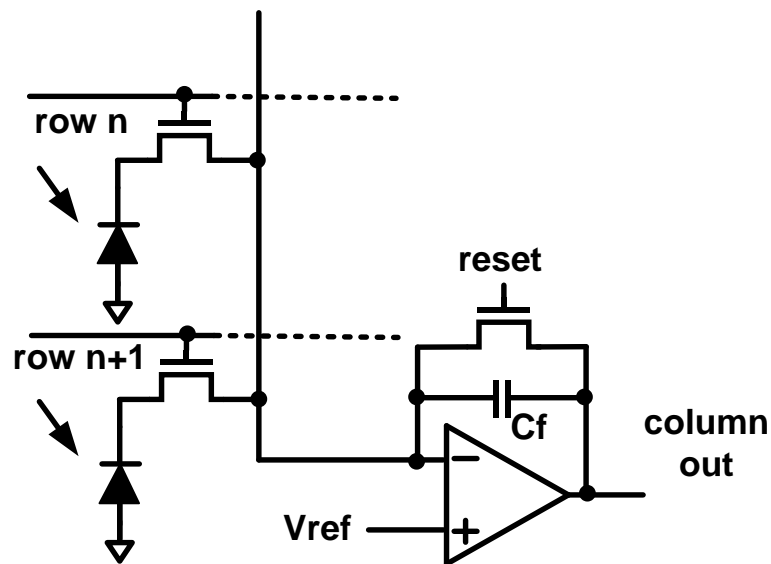 row n
reset
row n+1
Cf
column
out
Vref